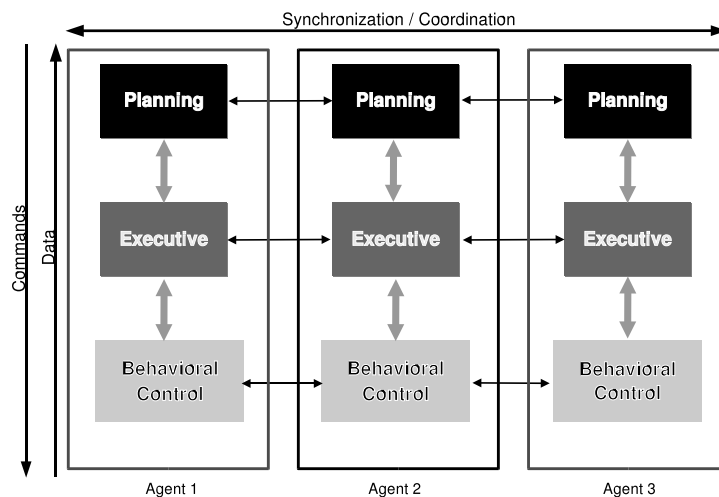 Synchronization / Coordination
Commands
Data
Planning
Planning
Planning
Executive
Executive
Executive
Behavioral
Control
Behavioral
Control
Behavioral
Control
Agent 1
Agent 2
Agent 3